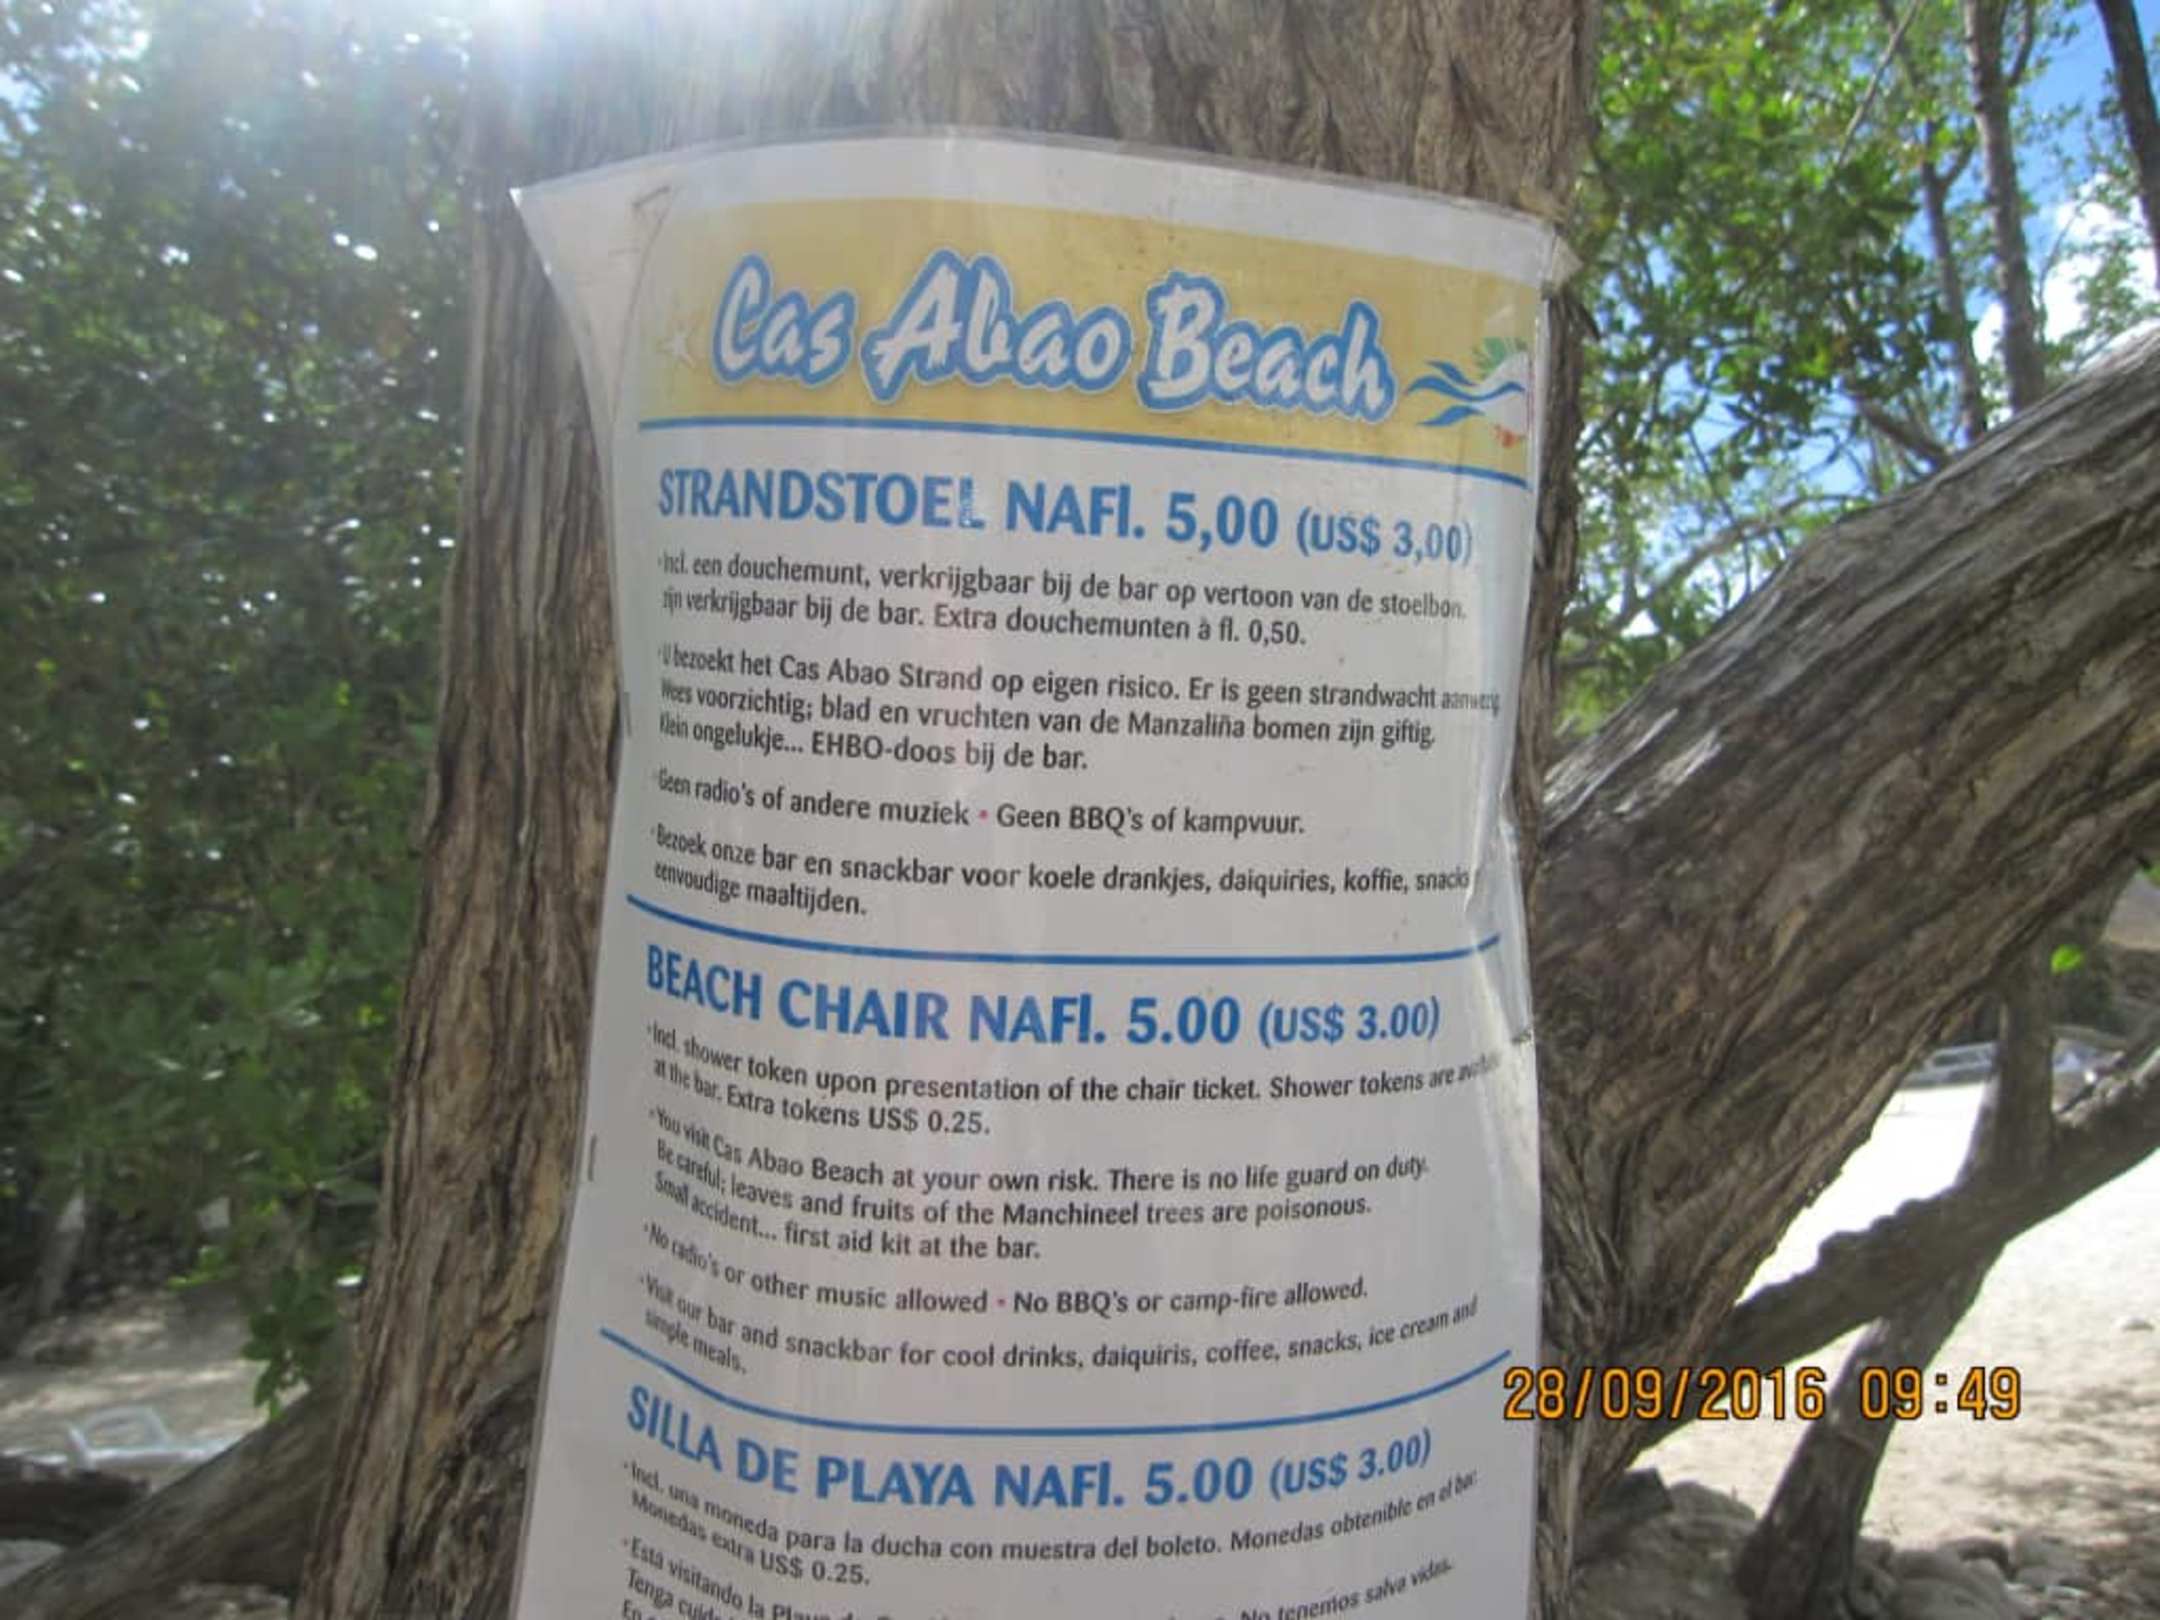 Cas Abao Beach
STRANDSTOEL NAFl. 5,00 (US$ 3,00)
·Incl. een douchemunt, verkrijgbaar bij de bar op vertoon van de stoelbon.
zijn verkrijgbaar bij de bar. Extra douchemunten à fl. 0,50.
·U bezoekt het Cas Abao Strand op eigen risico. Er is geen strandwacht aanwezig
Wees voorzichtig; blad en vruchten van de Manzaliña bomen zijn giftig.
Klein ongelukje... EHBO-doos bij de bar.
·Geen radio's of andere muziek • Geen BBQ's of kampvuur.
·Bezoek onze bar en snackbar voor koele drankjes, daiquiries, koffie, snacks
eenvoudige maaltijden.
BEACH CHAIR NAFl. 5.00 (US$ 3.00)
·Incl. shower token upon presentation of the chair ticket. Shower tokens are
at the bar. Extra tokens US$ 0.25.
·You visit Cas Abao Beach at your own risk. There is no life guard on duty.
Be careful; leaves and fruits of the Manchineel trees are poisonous.
Small accident... first aid kit at the bar.
·No radio's or other music allowed • No BBQ's or camp-fire allowed.
·Visit our bar and snackbar for cool drinks, daiquiris, coffee, snacks, ice cream and
simple meals.
28/09/2016 09:49
SILLA DE PLAYA NAFl. 5.00 (US$ 3.00)
·Incl. una moneda para la ducha con muestra del boleto. Monedas obtenible en el bar.
Monedas extra US$ 0.25.
·Está visitando la No tenemos salva vidas.
Tenga